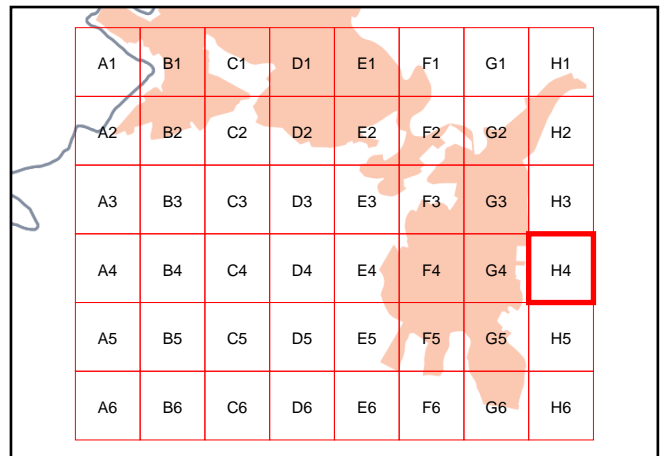 A1 B1 C1 D1 E1 F1 G1 H1
A2 B2 C2 D2 E2 F2 G2 H2
A3 B3 C3 D3 E3 F3 G3 H3
A4 B4 C4 D4 E4 F4 G4 H4
A5 B5 C5 D5 E5 F5 G5 H5
A6 B6 C6 D6 E6 F6 G6 H6